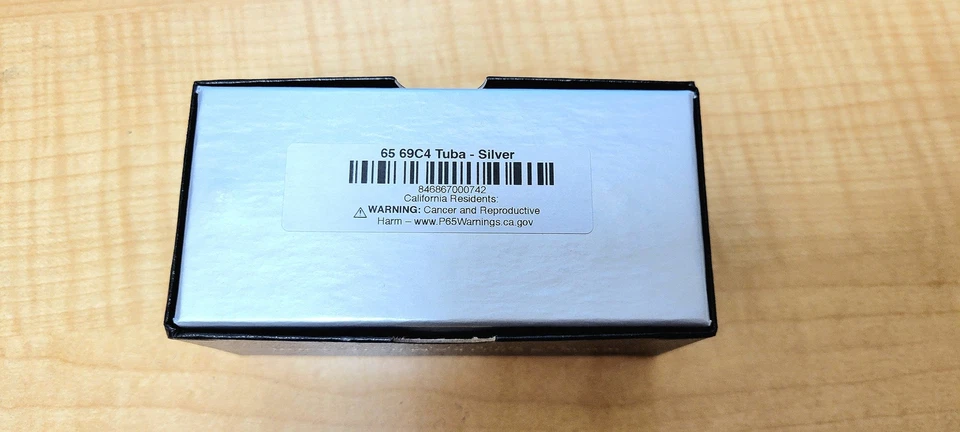 65 69C4 Tuba - Silver
846867000742
California Residents:
⚠ WARNING: Cancer and Reproductive
Harm – www.P65Warnings.ca.gov